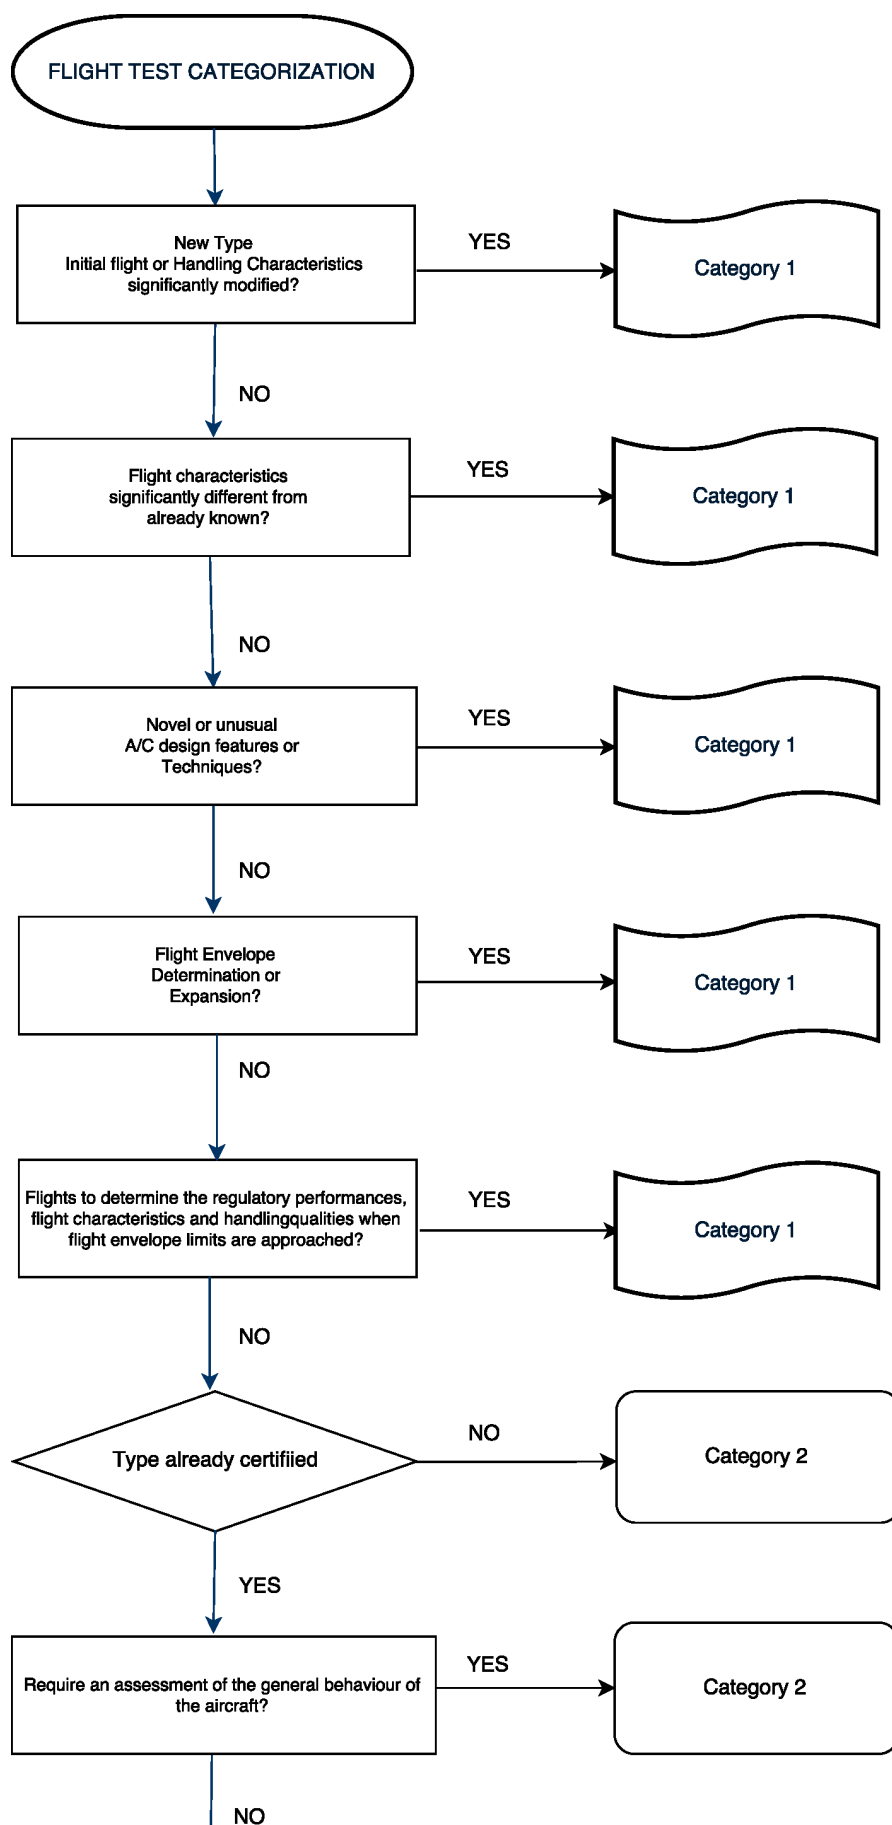 FLIGHT TEST CATEGORIZATION
New Type
Initial flight or Handling Characteristics
significantly modified?
YES
Category 1
NO
Flight characteristics
significantly different from
already known?
YES
Category 1
NO
Novel or unusual
A/C design features or
Techniques?
YES
Category 1
NO
Flight Envelope
Determination or
Expansion?
YES
Category 1
NO
Flights to determine the regulatory performances,
flight characteristics and handlingqualities when
flight envelope limits are approached?
YES
Category 1
NO
Type already certifiied
NO
Category 2
YES
Require an assessment of the general behaviour of
the aircraft?
YES
Category 2
NO